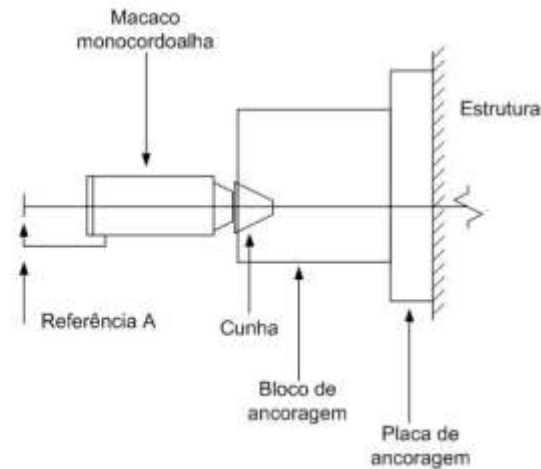 Macaco
monocordoalha
Estrutura
Referência A
Cunha
Bloco de
ancoragem
Placa de
ancoragem